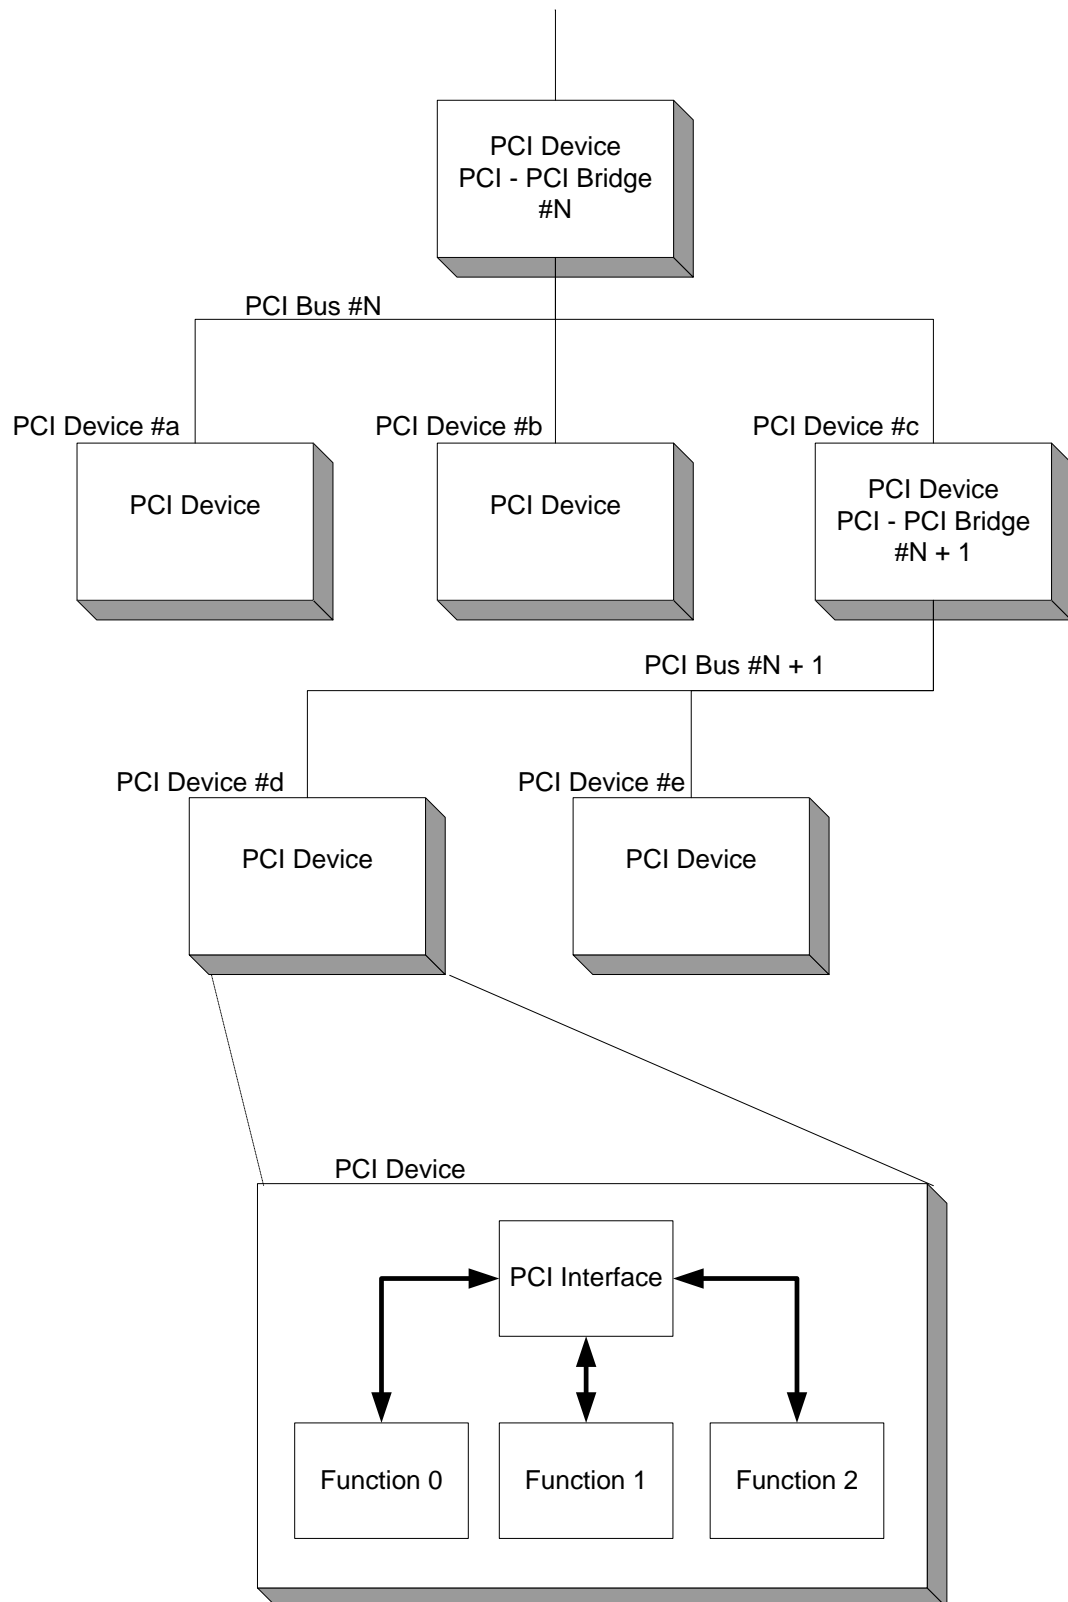 PCI Device
PCI - PCI Bridge
#N
PCI Bus #N
PCI Device #a
PCI Device #b
PCI Device #c
PCI Device
PCI Device
PCI Device
PCI - PCI Bridge
#N + 1
PCI Bus #N + 1
PCI Device #d
PCI Device #e
PCI Device
PCI Device
PCI Device
PCI Interface
Function 0
Function 1
Function 2